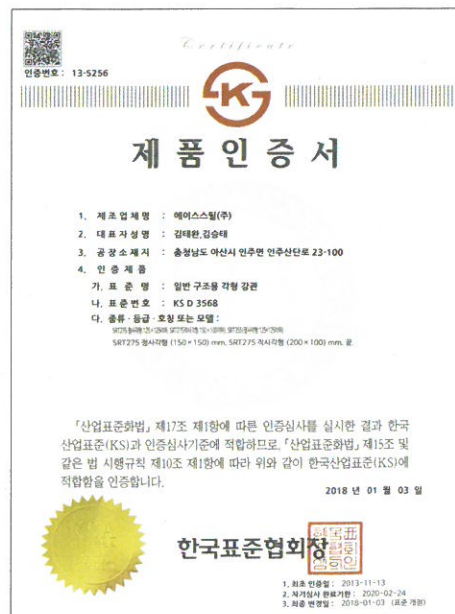 Certificate
인증번호 : 13-5256
제품인증서
1. 제조업체명 : 에이스스틸(주)
2. 대표자성명 : 김태환,김승태
3. 공장소재지 : 충청남도 아산시 인주면 인주산단로 23-100
4. 인증제품
가. 표준명 : 일반 구조물 각형 강관
나. 표준번호 : KS D 3568
다. 종류·등급·호칭 또는 모델 :
SRT275 정사각형 (150×150) mm, SRT275 직사각형 (200×100) mm. 끝.
「산업표준화법」 제17조 제1항에 따른 인증심사를 실시한 결과 한국
산업표준(KS)과 인증심사기준에 적합하므로, 「산업표준화법」 제15조 및
같은 법 시행규칙 제10조 제1항에 따라 위와 같이 한국산업표준(KS)에
적합함을 인증합니다.
2018 년 01 월 03 일
한국표준협회장
1. 최초 인증일 : 2013-11-13
2. 차기심사 완료기한 : 2020-02-24
3. 최종 변경일 : 2018-01-03 (표준 개정)